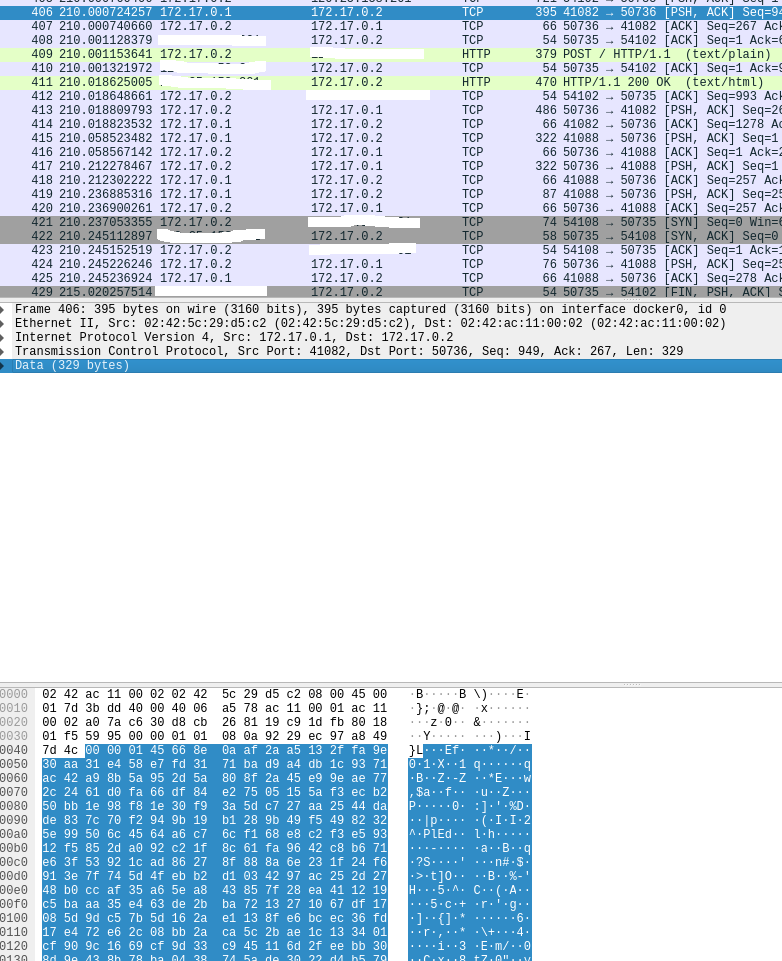 406 210.000724257 172.17.0.1 172.17.0.2 TCP 395 41082 → 50736 [PSH, ACK] Seq=94
407 210.000740660 172.17.0.2 172.17.0.1 TCP 66 50736 → 41082 [ACK] Seq=267
408 210.001128379 172.17.0.2 TCP 54 50735 → 54102 [ACK] Seq=1
409 210.001153641 172.17.0.2 HTTP 379 POST / HTTP/1.1 (text/plain)
410 210.001321972 172.17.0.2 TCP 54 50735 → 54102 [ACK] Seq=1 Ack=9
411 210.018625005 172.17.0.2 HTTP 470 HTTP/1.1 200 OK (text/html)
412 210.018648661 172.17.0.2 TCP 54 54102 → 50735 [ACK] Seq=993 Ack
413 210.018809793 172.17.0.2 172.17.0.1 TCP 486 50736 → 41082 [PSH, ACK] Seq=26
414 210.018823532 172.17.0.1 172.17.0.2 TCP 66 41082 → 50736 [ACK] Seq=1278
415 210.058523482 172.17.0.1 172.17.0.2 TCP 322 41088 → 50736 [PSH, ACK] Seq=1
416 210.058567142 172.17.0.2 172.17.0.1 TCP 66 50736 → 41088 [ACK] Seq=1 Ack=2
417 210.212278467 172.17.0.2 172.17.0.1 TCP 322 50736 → 41088 [PSH, ACK] Seq=1
418 210.212302222 172.17.0.1 172.17.0.2 TCP 66 41088 → 50736 [ACK] Seq=257
419 210.236885316 172.17.0.1 172.17.0.2 TCP 87 41088 → 50736 [PSH, ACK] Seq=25
420 210.236900261 172.17.0.2 172.17.0.1 TCP 66 50736 → 41088 [ACK] Seq=257
421 210.237053355 172.17.0.2 TCP 74 54108 → 50735 [SYN] Seq=0 Win=6
422 210.245112897 172.17.0.2 TCP 58 50735 → 54108 [SYN, ACK] Seq=0
423 210.245152519 172.17.0.2 TCP 54 54108 → 50735 [ACK] Seq=1 Ack=1
424 210.245226246 172.17.0.2 172.17.0.1 TCP 76 50736 → 41088 [PSH, ACK] Seq=25
425 210.245236924 172.17.0.1 172.17.0.2 TCP 66 41088 → 50736 [ACK] Seq=278
429 215.020257514 172.17.0.2 TCP 54 50735 → 54102 [FIN, PSH, ACK]
Frame 406: 395 bytes on wire (3160 bits), 395 bytes captured (3160 bits) on interface docker0, id 0
Ethernet II, Src: 02:42:5c:29:d5:c2 (02:42:5c:29:d5:c2), Dst: 02:42:ac:11:00:02 (02:42:ac:11:00:02)
Internet Protocol Version 4, Src: 172.17.0.1, Dst: 172.17.0.2
Transmission Control Protocol, Src Port: 41082, Dst Port: 50736, Seq: 949, Ack: 267, Len: 329
Data (329 bytes)
0000 02 42 ac 11 00 02 02 42 5c 29 d5 c2 08 00 45 00 ·B·····B \)····E·
0010 01 7d 3b dd 40 00 40 06 a5 78 ac 11 00 01 ac 11 ·};·@·@· ·x······
0020 00 02 a0 7a c6 30 d8 cb 26 81 19 c9 1d fb 80 18 ···z·0·· &·······
0030 01 f5 59 95 00 00 01 01 08 0a 92 29 ec 97 a8 49 ··Y····· ···)···I
0040 7d 4c 00 00 01 45 66 8e 0a af 2a a5 13 2f fa 9e }L···Ef· ··*··/··
0050 30 aa 31 e4 58 e7 fd 31 71 ba d9 a4 db 1c 93 71 0·1·X··1 q······q
0060 ac 42 a9 8b 5a 95 2d 5a 80 8f 2a 45 e9 9e ae 77 ·B··Z·-Z ··*E···w
0070 2c 24 61 d0 fa 66 df 84 e2 75 05 15 5a f3 ec b2 ,$a··f·· ·u··Z···
0080 50 bb 1e 98 f8 1e 30 f9 3a 5d c7 27 aa 25 44 da P·····0· :]·'·%D·
0090 de 83 7c 70 f2 94 9b 19 b1 28 9b 49 f5 49 82 32 ··|p···· ·(·I·I·2
00a0 5e 99 50 6c 45 64 a6 c7 6c f1 68 e8 c2 f3 e5 93 ^·PlEd·· l·h·····
00b0 12 f5 85 2d a0 92 c2 1f 8c 61 fa 96 42 c8 b6 71 ···-···· ·a··B··q
00c0 e6 3f 53 92 1c ad 86 27 8f 88 8a 6e 23 1f 24 f6 ·?S····' ···n#·$·
00d0 91 3e 7f 74 5d 4f eb b2 d1 03 42 97 ac 25 2d 27 ·>·t]O·· ··B··%-'
00e0 48 b0 cc af 35 a6 5e a8 43 85 7f 28 ea 41 12 19 H···5·^· C··(·A··
00f0 c5 ba aa 35 e4 63 de 2b ba 72 13 27 10 67 df 17 ···5·c·+ ·r·'·g··
0100 08 5d 9d c5 7b 5d 16 2a e1 13 8f e6 bc ec 36 fd ·]··{]·* ······6·
0110 17 e4 72 e6 2c 08 bb 2a ca 5c 2b ae 1c 13 34 01 ··r·,··* ·\+···4·
0120 cf 90 9c 16 69 cf 9d 33 c9 45 11 6d 2f ee bb 30 ····i··3 ·E·m/··0